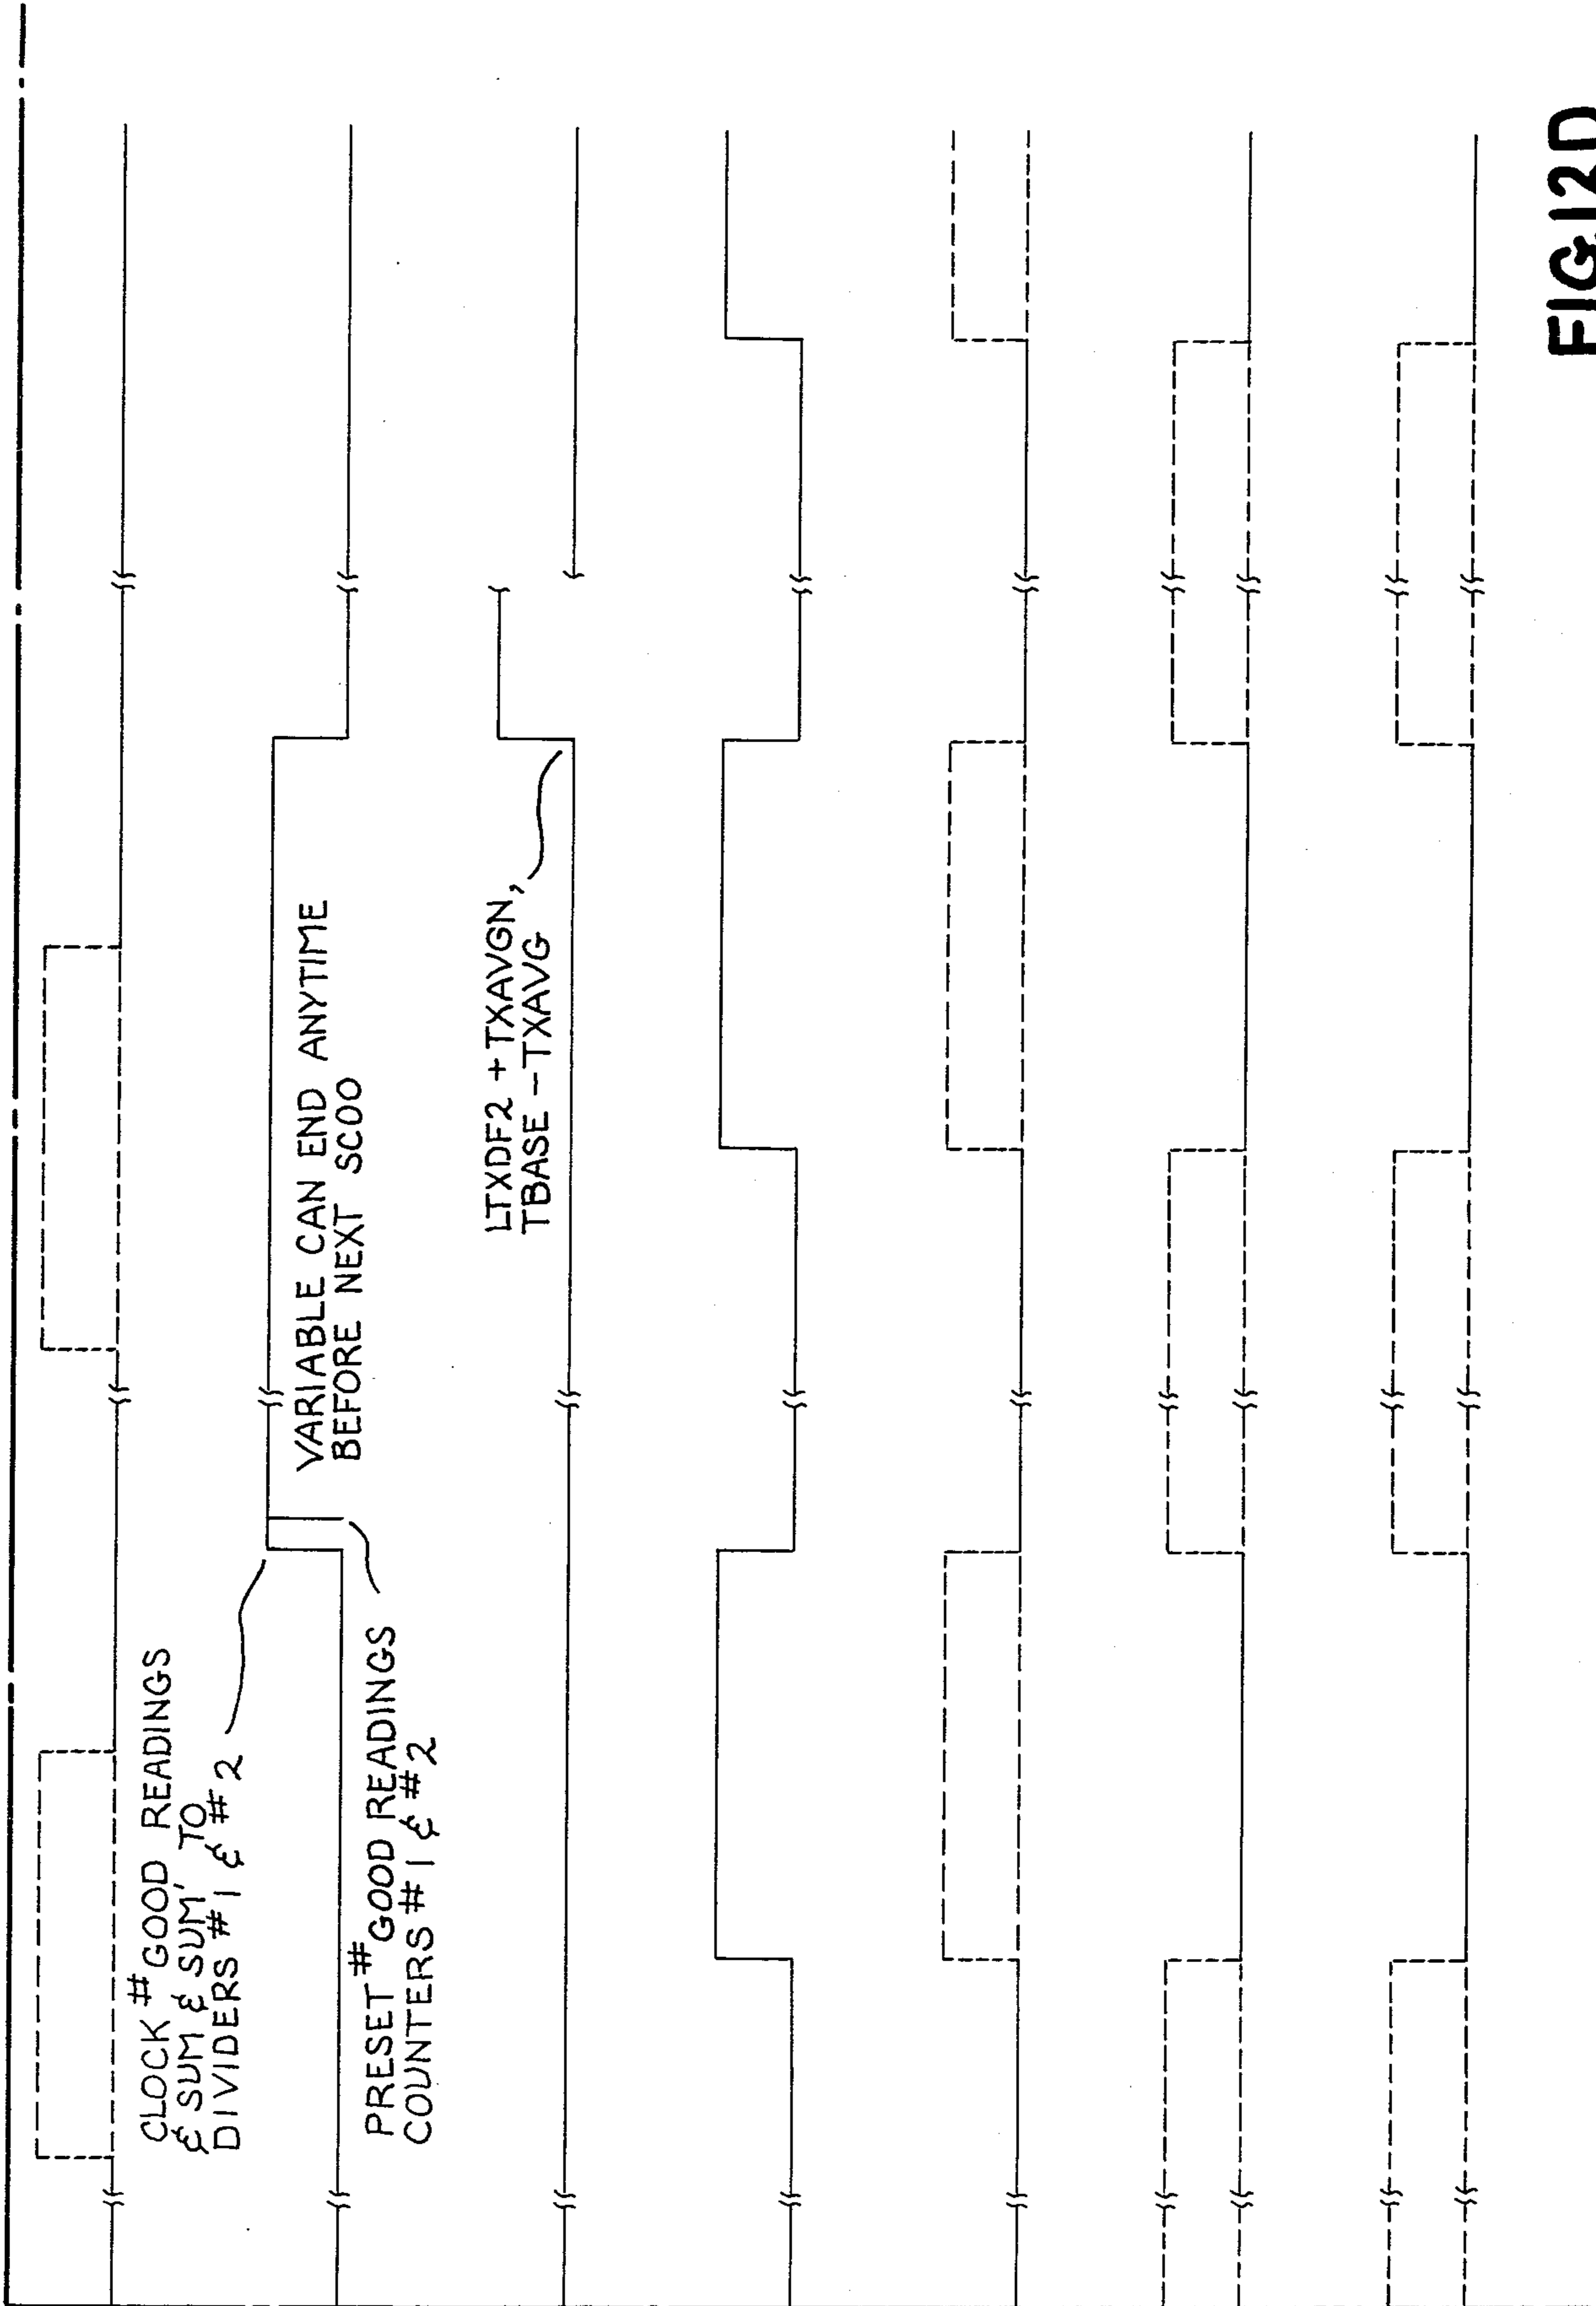 CLOCK # GOOD READINGS
& SUM & SUM' TO
DIVIDERS # 1 & # 2
VARIABLE CAN END ANYTIME
BEFORE NEXT SC00
PRESET # GOOD READINGS
COUNTERS # 1 & # 2
LTXDF2 + TXAVGN,
TBASE - TXAVG
FIG.12D